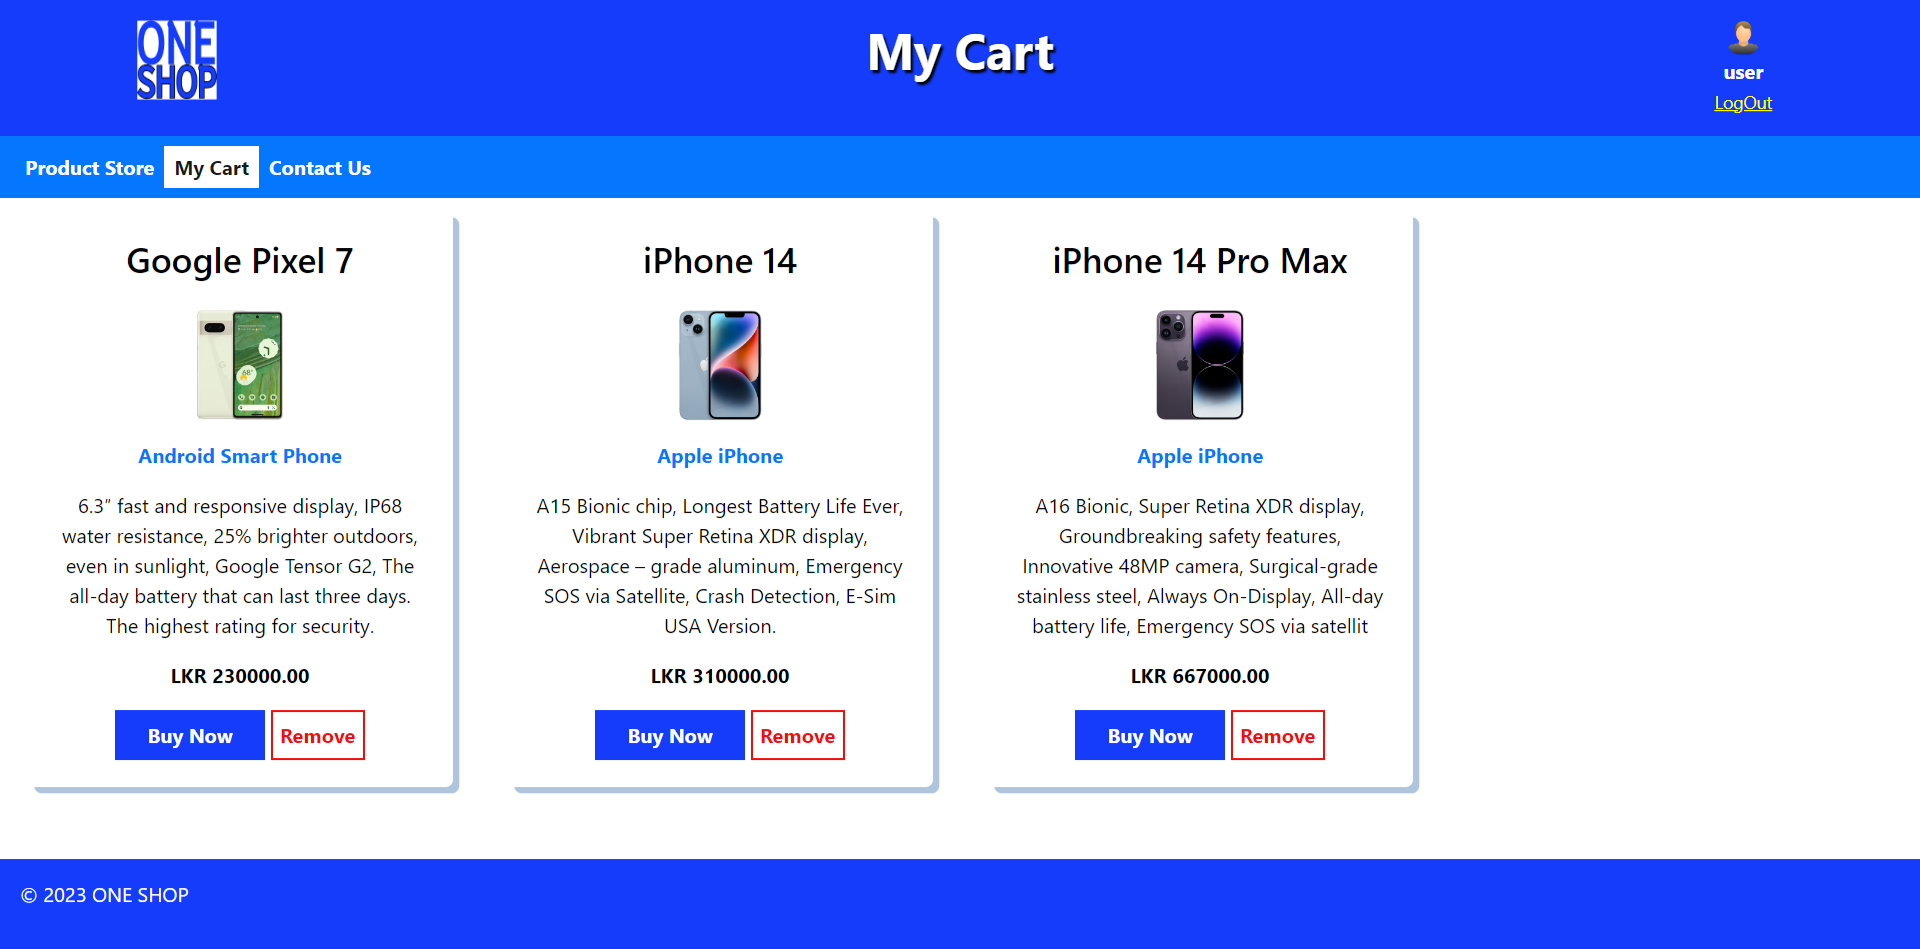 ONE
SHOP
My Cart
user
LogOut
Product Store
My Cart
Contact Us
Google Pixel 7
Android Smart Phone
6.3” fast and responsive display, IP68
water resistance, 25% brighter outdoors,
even in sunlight, Google Tensor G2, The
all-day battery that can last three days.
The highest rating for security.
LKR 230000.00
Buy Now
Remove
iPhone 14
Apple iPhone
A15 Bionic chip, Longest Battery Life Ever,
Vibrant Super Retina XDR display,
Aerospace – grade aluminum, Emergency
SOS via Satellite, Crash Detection, E-Sim
USA Version.
LKR 310000.00
Buy Now
Remove
iPhone 14 Pro Max
Apple iPhone
A16 Bionic, Super Retina XDR display,
Groundbreaking safety features,
Innovative 48MP camera, Surgical-grade
stainless steel, Always On-Display, All-day
battery life, Emergency SOS via satellit
LKR 667000.00
Buy Now
Remove
© 2023 ONE SHOP